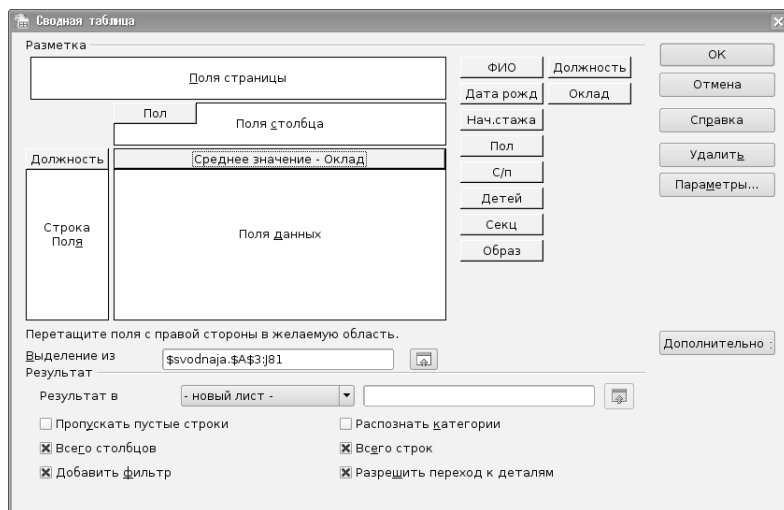 Сводная таблица
Разметка
Поля страницы
Пол
Поля столбца
Должность
Среднее значение - Оклад
Строка
Поля
Поля данных
ФИО
Должность
Дата рожд
Оклад
Нач.стажа
Пол
С/п
Детей
Секц
Образ
ОК
Отмена
Справка
Удалить
Параметры...
Дополнительно :
Перетащите поля с правой стороны в желаемую область.
Выделение из
$svodnaja.$A$3:J81
Результат
Результат в
- новый лист -
Пропускать пустые строки
Распознать категории
Всего столбцов
Всего строк
Добавить фильтр
Разрешить переход к деталям